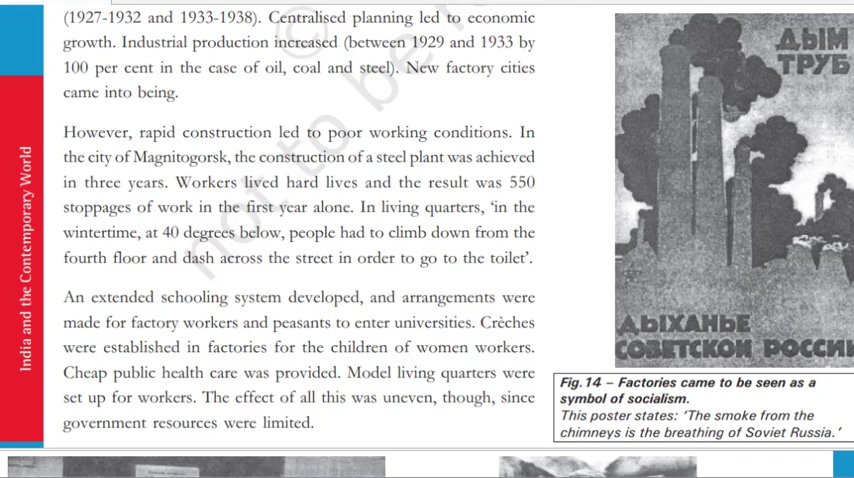 (1927-1932 and 1933-1938). Centralised planning led to economic
growth. Industrial production increased (between 1929 and 1933 by
100 per cent in the case of oil, coal and steel). New factory cities
came into being.
However, rapid construction led to poor working conditions. In
the city of Magnitogorsk, the construction of a steel plant was achieved
in three years. Workers lived hard lives and the result was 550
stoppages of work in the first year alone. In living quarters, ‘in the
wintertime, at 40 degrees below, people had to climb down from the
fourth floor and dash across the street in order to go to the toilet’.
An extended schooling system developed, and arrangements were
made for factory workers and peasants to enter universities. Crèches
were established in factories for the children of women workers.
Cheap public health care was provided. Model living quarters were
set up for workers. The effect of all this was uneven, though, since
government resources were limited.
India and the Contemporary World
© not to be
ДЫМ
ТРУБ
ДЫХАНЬЕ
СОВЕТСКОЙ РОССИИ
Fig.14 – Factories came to be seen as a
symbol of socialism.
This poster states: ‘The smoke from the
chimneys is the breathing of Soviet Russia.’